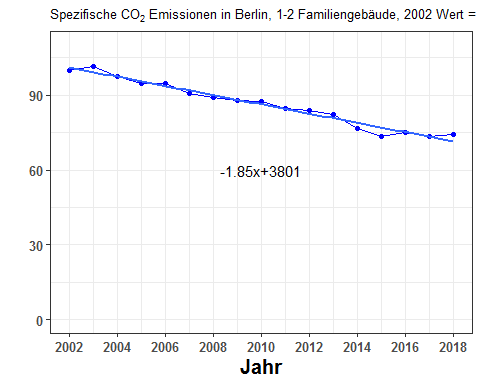 Spezifische CO₂ Emissionen in Berlin, 1-2 Familiengebäude, 2002 Wert =
90
60
30
0
-1.85x+3801
2002 2004 2006 2008 2010 2012 2014 2016 2018
Jahr